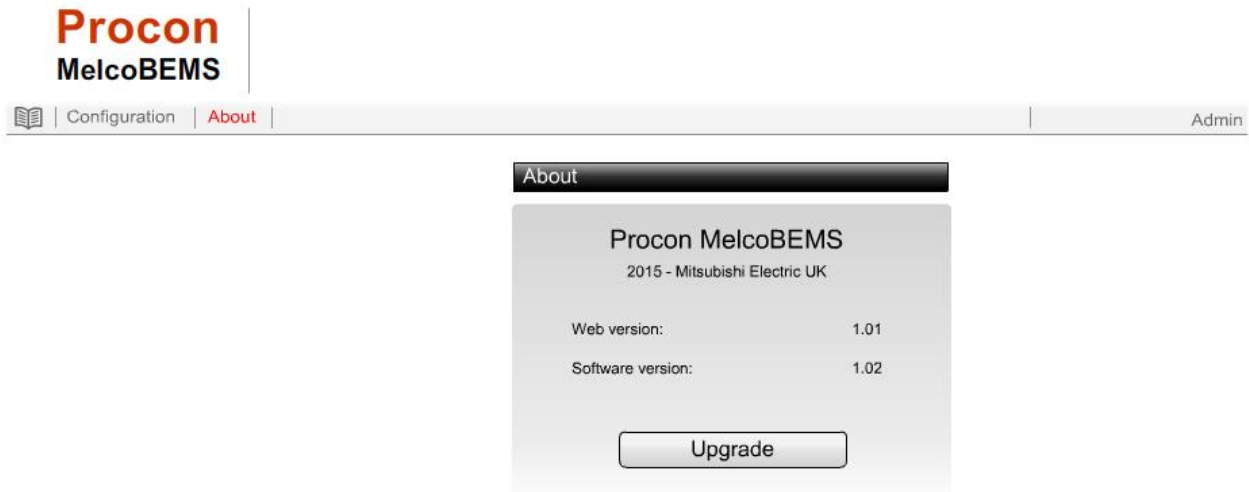 Procon
MelcoBEMS
Configuration About Admin
About
Procon MelcoBEMS
2015 - Mitsubishi Electric UK
Web version: 1.01
Software version: 1.02
Upgrade